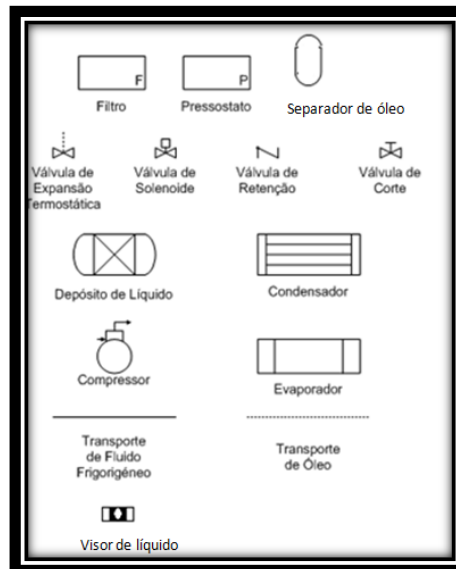 F
P
Filtro
Pressostato
Separador de óleo
Válvula de
Expansão
Termostática
Válvula de
Solenoide
Válvula de
Retenção
Válvula de
Corte
Depósito de Líquido
Condensador
Compressor
Evaporador
Transporte
de Fluido
Frigorigéneo
Transporte
de Óleo
Visor de líquido